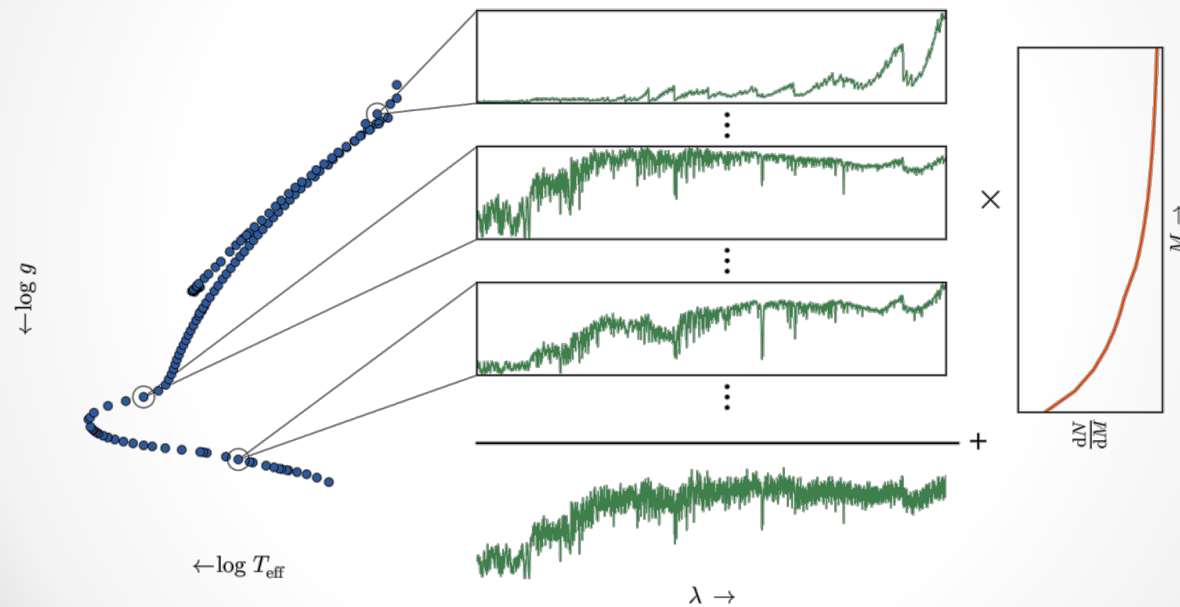 ⋮
×
M →
←log g
⋮
⋮
dN
dM
+
←log T_eff
λ →